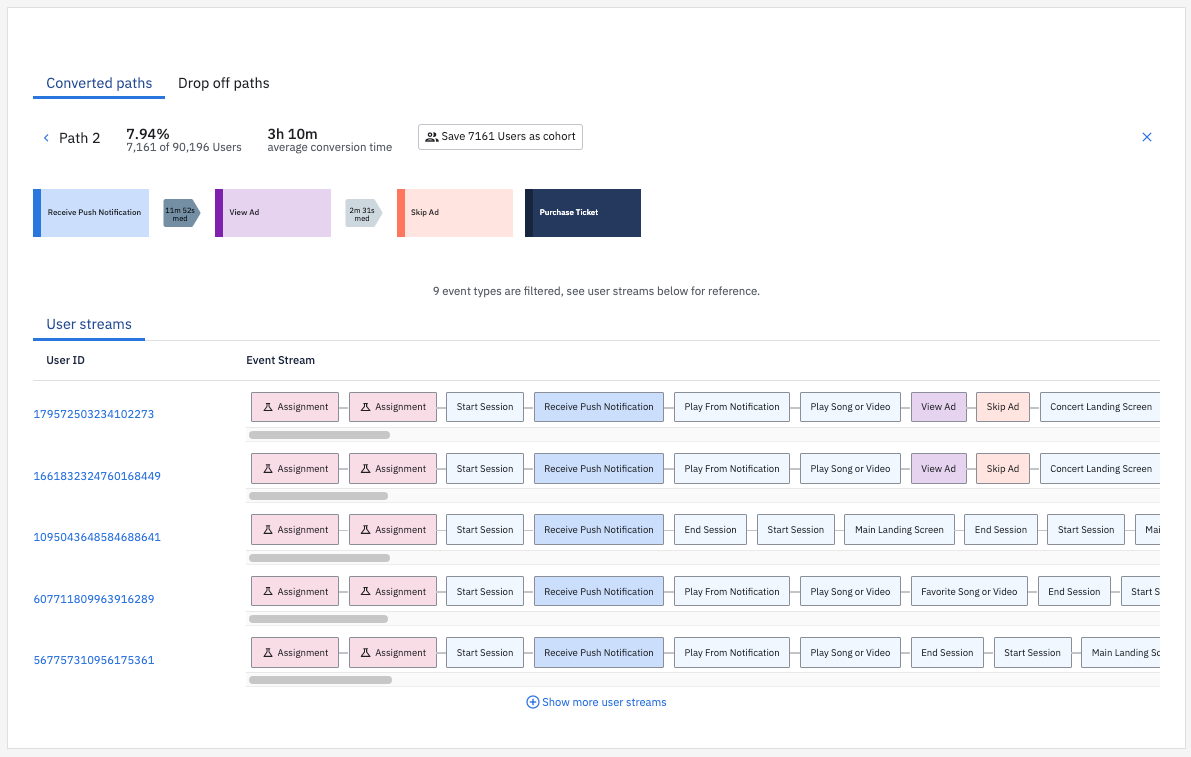 Converted paths
Drop off paths
Path 2
7.94%
7,161 of 90,196 Users
3h 10m
average conversion time
Save 7161 Users as cohort
Receive Push Notification
11m 52s
med
View Ad
2m 31s
med
Skip Ad
Purchase Ticket
9 event types are filtered, see user streams below for reference.
User streams
User ID
Event Stream
179572503234102273
Assignment
Assignment
Start Session
Receive Push Notification
Play From Notification
Play Song or Video
View Ad
Skip Ad
Concert Landing Screen
1661832324760168449
Assignment
Assignment
Start Session
Receive Push Notification
Play From Notification
Play Song or Video
View Ad
Skip Ad
Concert Landing Screen
1095043648584688641
Assignment
Assignment
Start Session
Receive Push Notification
End Session
Start Session
Main Landing Screen
End Session
Start Session
Mai
607711809963916289
Assignment
Assignment
Start Session
Receive Push Notification
Play From Notification
Play Song or Video
Favorite Song or Video
End Session
Start S
567757310956175361
Assignment
Assignment
Start Session
Receive Push Notification
Play From Notification
Play Song or Video
End Session
Start Session
Main Landing Sc
Show more user streams